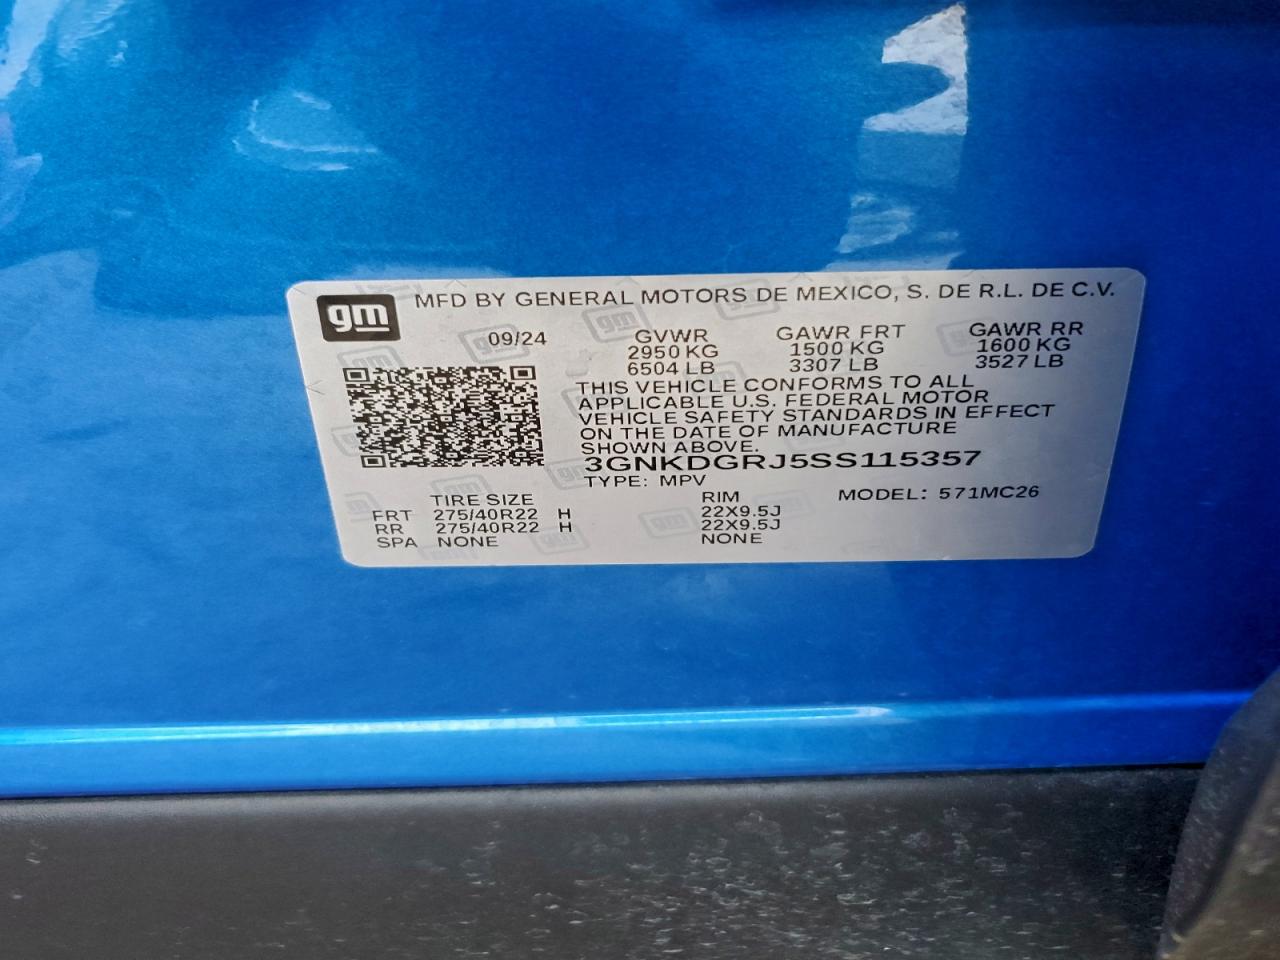 gm MFD BY GENERAL MOTORS DE MEXICO, S. DE R.L. DE C.V.
09/24 GVWR GAWR FRT GAWR RR
2950 KG 1500 KG 1600 KG
6504 LB 3307 LB 3527 LB
THIS VEHICLE CONFORMS TO ALL
APPLICABLE U.S. FEDERAL MOTOR
VEHICLE SAFETY STANDARDS IN EFFECT
ON THE DATE OF MANUFACTURE
SHOWN ABOVE.
3GNKDGRJ5SS115357
TYPE: MPV
TIRE SIZE RIM MODEL: 571MC26
FRT 275/40R22 H 22X9.5J
RR 275/40R22 H 22X9.5J
SPA NONE NONE